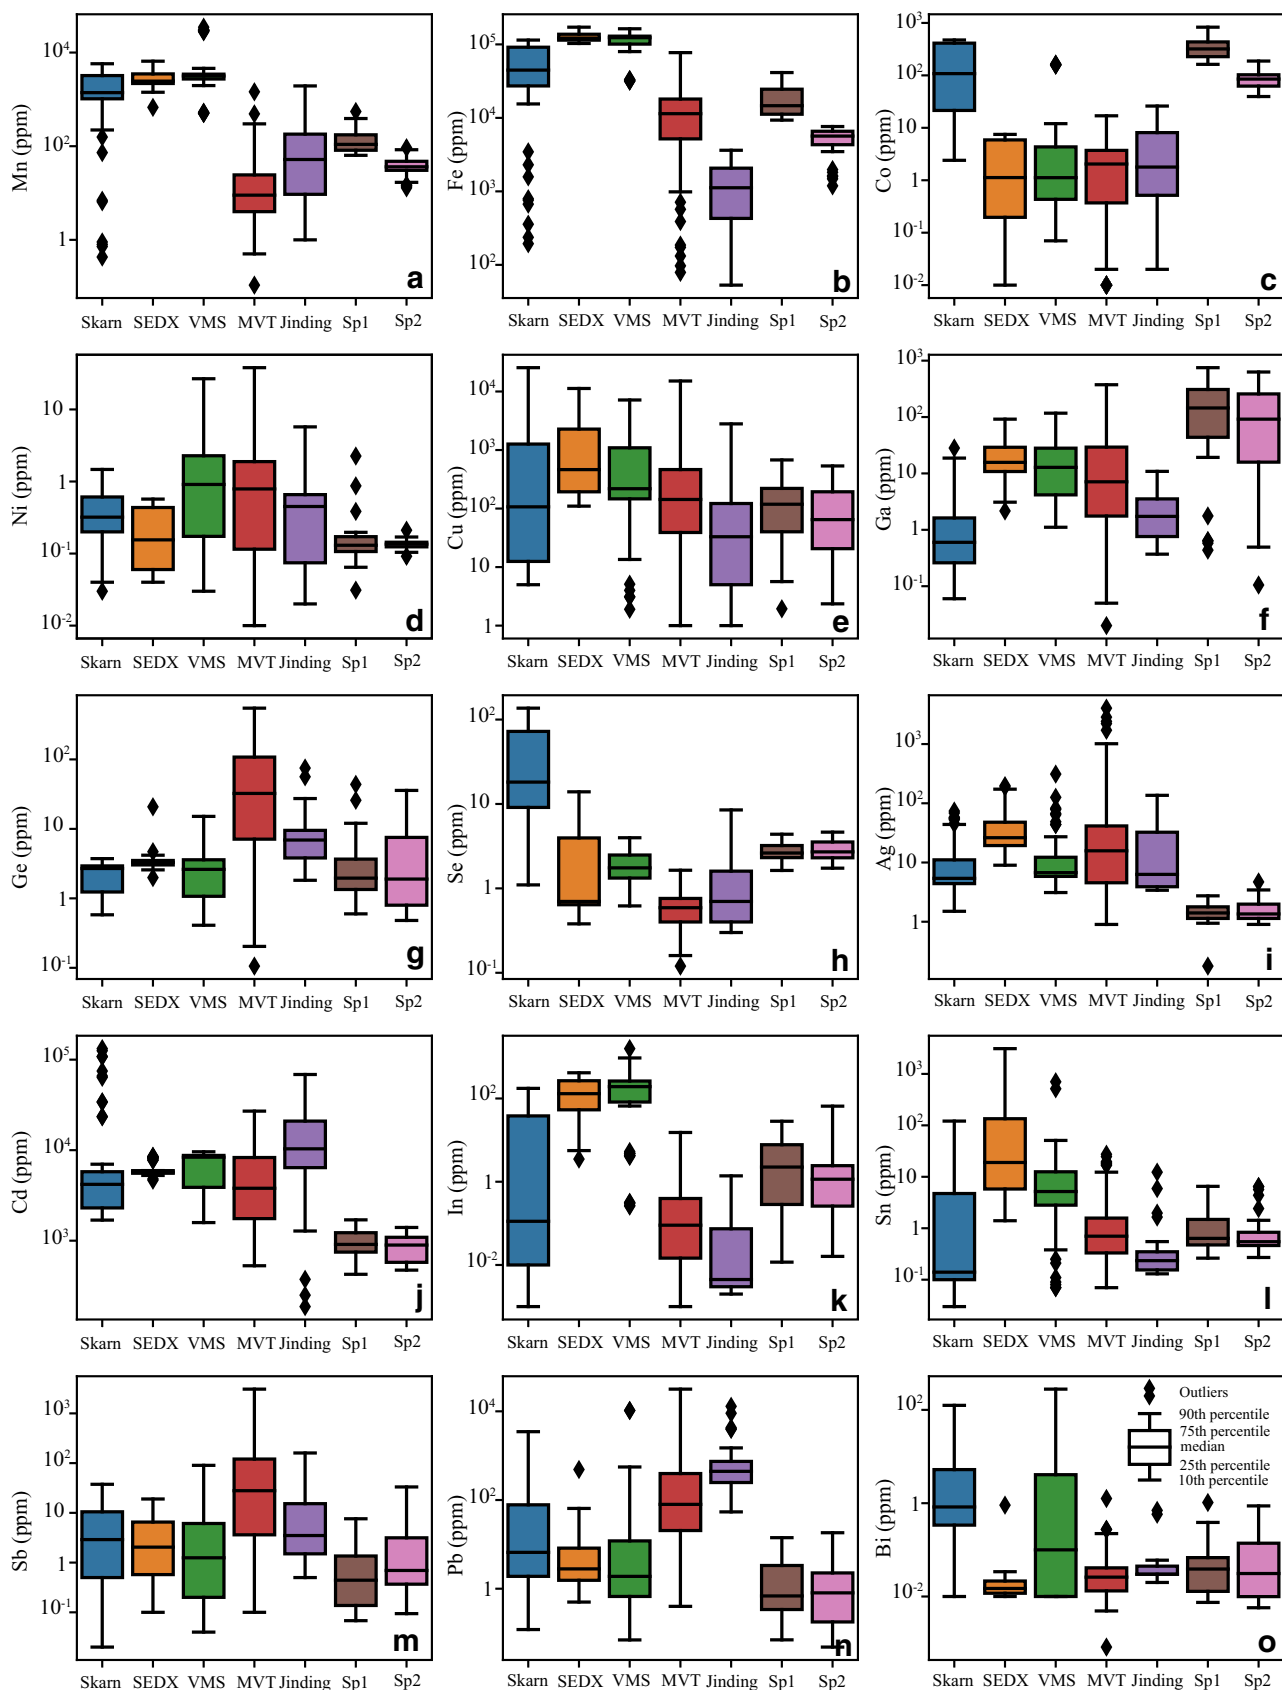 Mn (ppm)
10⁴
10²
1
a
Skarn SEDX VMS MVT Jinding Sp1 Sp2
Fe (ppm)
10⁵
10⁴
10³
10²
b
Skarn SEDX VMS MVT Jinding Sp1 Sp2
Co (ppm)
10³
10²
10
1
10⁻¹
10⁻²
c
Skarn SEDX VMS MVT Jinding Sp1 Sp2
Ni (ppm)
10
1
10⁻¹
10⁻²
d
Skarn SEDX VMS MVT Jinding Sp1 Sp2
Cu (ppm)
10⁴
10³
10²
10
1
e
Skarn SEDX VMS MVT Jinding Sp1 Sp2
Ga (ppm)
10³
10²
10
1
10⁻¹
f
Skarn SEDX VMS MVT Jinding Sp1 Sp2
Ge (ppm)
10²
10
1
10⁻¹
g
Skarn SEDX VMS MVT Jinding Sp1 Sp2
Se (ppm)
10²
10
1
10⁻¹
h
Skarn SEDX VMS MVT Jinding Sp1 Sp2
Ag (ppm)
10³
10²
10
1
i
Skarn SEDX VMS MVT Jinding Sp1 Sp2
Cd (ppm)
10⁵
10⁴
10³
j
Skarn SEDX VMS MVT Jinding Sp1 Sp2
In (ppm)
10²
1
10⁻²
k
Skarn SEDX VMS MVT Jinding Sp1 Sp2
Sn (ppm)
10³
10²
10
1
10⁻¹
l
Skarn SEDX VMS MVT Jinding Sp1 Sp2
Sb (ppm)
10³
10²
10
1
10⁻¹
m
Skarn SEDX VMS MVT Jinding Sp1 Sp2
Pb (ppm)
10⁴
10²
1
n
Skarn SEDX VMS MVT Jinding Sp1 Sp2
Bi (ppm)
10²
1
10⁻²
Outliers
90th percentile
75th percentile
median
25th percentile
10th percentile
o
Skarn SEDX VMS MVT Jinding Sp1 Sp2